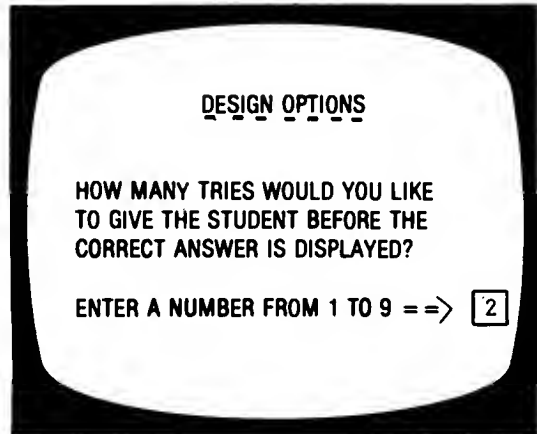 DESIGN OPTIONS
HOW MANY TRIES WOULD YOU LIKE
TO GIVE THE STUDENT BEFORE THE
CORRECT ANSWER IS DISPLAYED?
ENTER A NUMBER FROM 1 TO 9 ==> 2